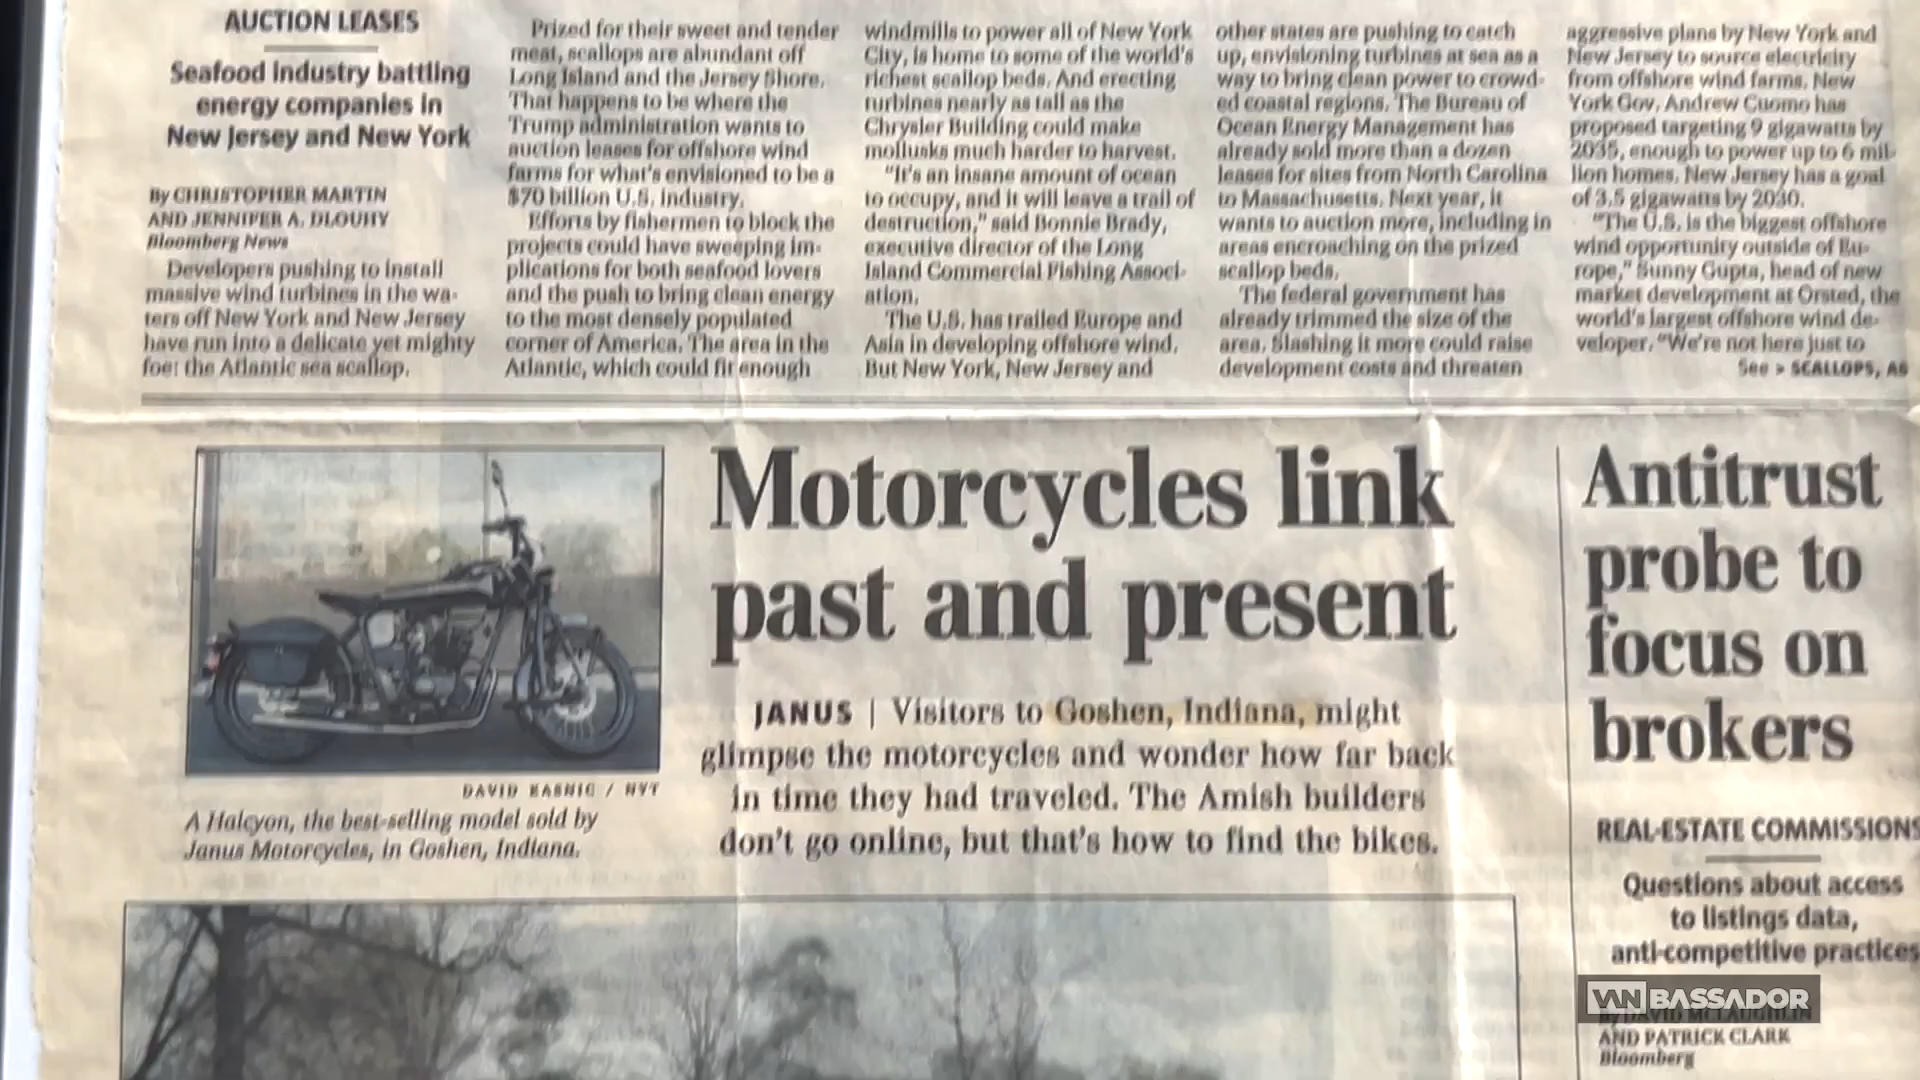 AUCTION LEASES
Seafood industry battling
energy companies in
New Jersey and New York
By CHRISTOPHER MARTIN
AND JENNIFER A. DLOUHY
Bloomberg News
Developers pushing to install
massive wind turbines in the wa-
ters off New York and New Jersey
have run into a delicate yet mighty
foe: the Atlantic sea scallop.
Prized for their sweet and tender
meat, scallops are abundant off
Long Island and the Jersey Shore.
That happens to be where the
Trump administration wants to
auction leases for offshore wind
farms for what's envisioned to be a
$70 billion U.S. industry.
Efforts by fishermen to block the
projects could have sweeping im-
plications for both seafood lovers
and the push to bring clean energy
to the most densely populated
corner of America. The area in the
Atlantic, which could fit enough
windmills to power all of New York
City, is home to some of the world's
richest scallop beds. And erecting
turbines nearly as tall as the
Chrysler Building could make
mollusks much harder to harvest.
"It's an insane amount of ocean
to occupy, and it will leave a trail of
destruction," said Bonnie Brady,
executive director of the Long
Island Commercial Fishing Associ-
ation.
The U.S. has trailed Europe and
Asia in developing offshore wind.
But New York, New Jersey and
other states are pushing to catch
up, envisioning turbines at sea as a
way to bring clean power to crowd-
ed coastal regions. The Bureau of
Ocean Energy Management has
already sold more than a dozen
leases for sites from North Carolina
to Massachusetts. Next year, it
wants to auction more, including in
areas encroaching on the prized
scallop beds.
The federal government has
already trimmed the size of the
area. Slashing it more could raise
development costs and threaten
aggressive plans by New York and
New Jersey to source electricity
from offshore wind farms. New
York Gov. Andrew Cuomo has
proposed targeting 9 gigawatts by
2035, enough to power up to 6 mil-
lion homes. New Jersey has a goal
of 3.5 gigawatts by 2030.
"The U.S. is the biggest offshore
wind opportunity outside of Eu-
rope," Sunny Gupta, head of new
market development at Orsted, the
world's largest offshore wind de-
veloper. "We're not here just to
See > SCALLOPS, A8
DAVID KASNIC / NYT
A Halcyon, the best-selling model sold by
Janus Motorcycles, in Goshen, Indiana.
Motorcycles link
past and present
JANUS | Visitors to Goshen, Indiana, might
glimpse the motorcycles and wonder how far back
in time they had traveled. The Amish builders
don't go online, but that's how to find the bikes.
Antitrust
probe to
focus on
brokers
REAL-ESTATE COMMISSIONS
Questions about access
to listings data,
anti-competitive practices
VANBASSADOR
By DAVID MCLAUGHLIN
AND PATRICK CLARK
Bloomberg